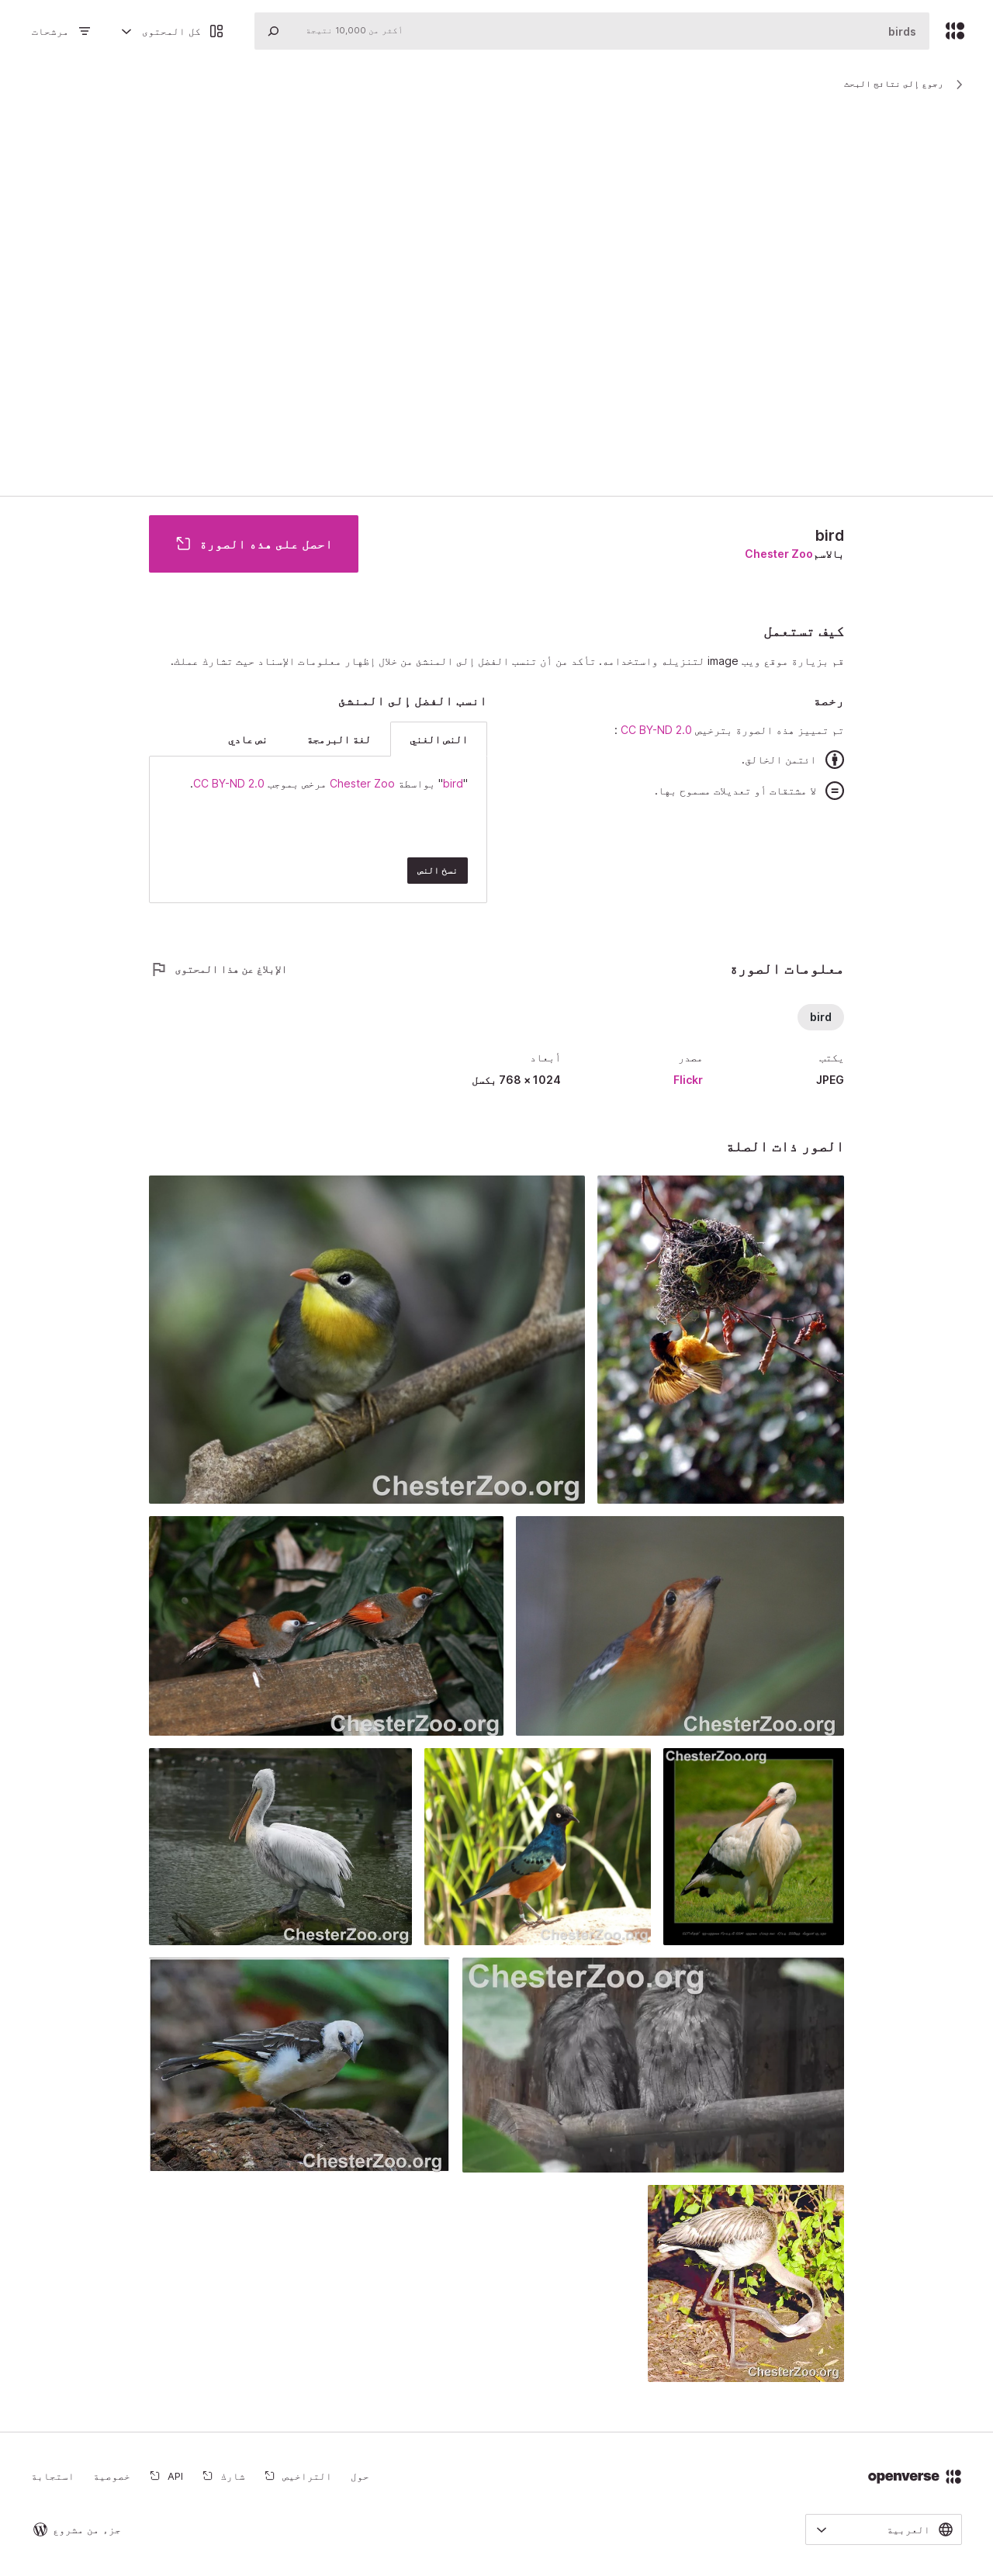 birds
أكثر من 10,000 نتيجة
كل المحتوى
مرشحات
رجوع إلى نتائج البحث
bird
بالاسم Chester Zoo
احصل على هذه الصورة
كيف تستعمل
قم بزيارة موقع ويب image لتنزيله واستخدامه. تأكد من أن تنسب الفضل إلى المنشئ من خلال إظهار معلومات الإسناد حيث تشارك عملك.
رخصة
تم تمييز هذه الصورة بترخيص CC BY-ND 2.0 :
ائتمن الخالق.
لا مشتقات أو تعديلات مسموح بها.
انسب الفضل إلى المنشئ
النص الغني
لغة البرمجة
نص عادي
"bird" بواسطة Chester Zoo مرخص بموجب CC BY-ND 2.0.
نسخ النص
معلومات الصورة
الإبلاغ عن هذا المحتوى
bird
يكتب
JPEG
مصدر
Flickr
أبعاد
1024 × 768 بكسل
الصور ذات الصلة
ChesterZoo.org
ChesterZoo.org
ChesterZoo.org
ChesterZoo.org
ChesterZoo.org
ChesterZoo.org
ChesterZoo.org
ChesterZoo.org
ChesterZoo.org
openverse
حول
التراخيص
شارك
API
خصوصية
استجابة
العربية
جزء من مشروع